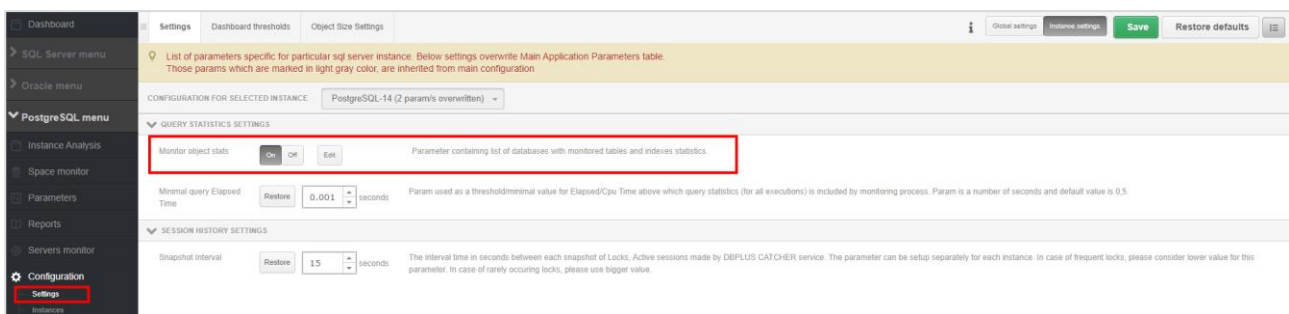 Dashboard
SQL Server menu
Oracle menu
PostgreSQL menu
Instance Analysis
Space monitor
Parameters
Reports
Servers monitor
Configuration
Settings
Instances
Settings Dashboard thresholds Object Size Settings
i Global settings Instance settings Save Restore defaults
List of parameters specific for particular sql server instance. Below settings overwrite Main Application Parameters table.
Those params which are marked in light gray color, are inherited from main configuration
CONFIGURATION FOR SELECTED INSTANCE PostgreSQL-14 (2 param/s overwritten)
QUERY STATISTICS SETTINGS
Monitor object stats On Off Edit Parameter containing list of databases with monitored tables and indexes statistics.
Minimal query Elapsed Time Restore 0.001 seconds Param used as a threshold/minimal value for Elapsed/Cpu Time above which query statistics (for all executions) is included by monitoring process. Param is a number of seconds and default value is 0,5.
SESSION HISTORY SETTINGS
Snapshot Interval Restore 15 seconds The interval time in seconds between each snapshot of Locks, Active sessions made by DBPLUS CATCHER service. The parameter can be setup separately for each instance. In case of frequent locks, please consider lower value for this
parameter. In case of rarely occuring locks, please use bigger value.